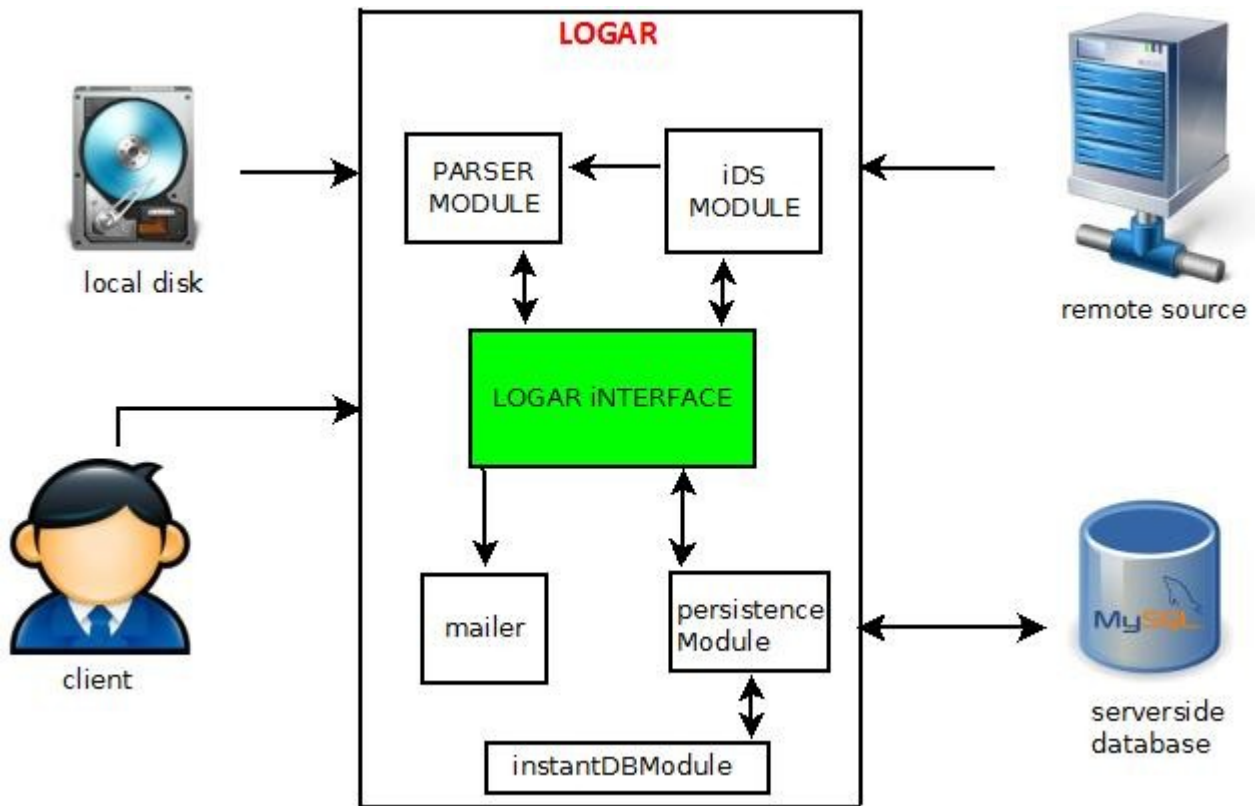 LOGAR
PARSER
MODULE
iDS
MODULE
local disk
remote source
LOGAR iNTERFACE
client
mailer
persistence
Module
MySQL
serverside
database
instantDBModule